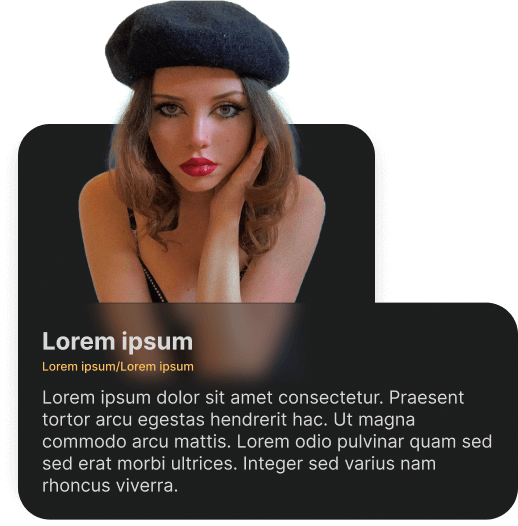 Lorem ipsum
Lorem ipsum/Lorem ipsum
Lorem ipsum dolor sit amet consectetur. Praesent
tortor arcu egestas hendrerit hac. Ut magna
commodo arcu mattis. Lorem odio pulvinar quam sed
sed erat morbi ultrices. Integer sed varius nam
rhoncus viverra.